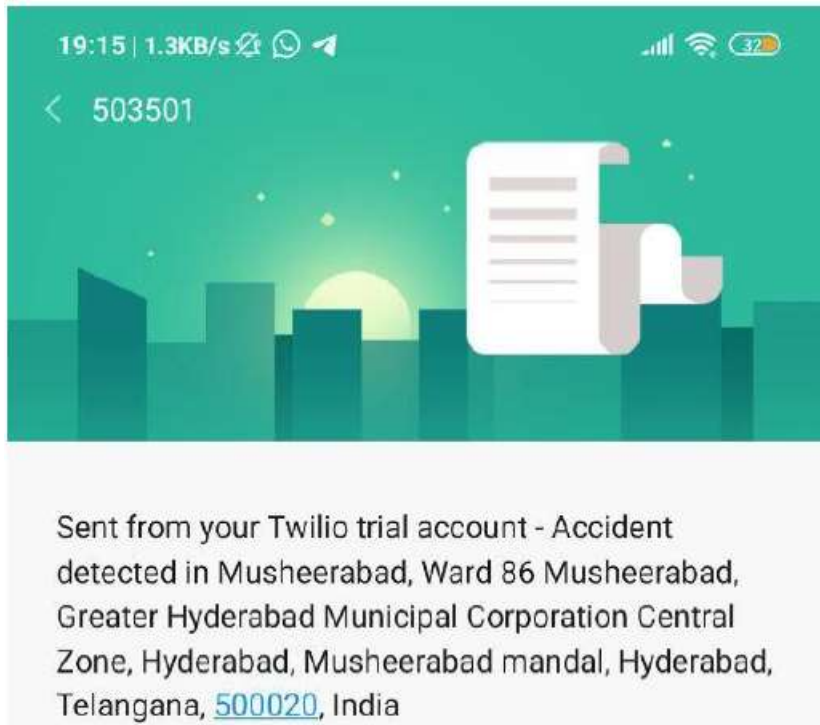 19:15 | 1.3KB/s
32
503501
Sent from your Twilio trial account - Accident
detected in Musheerabad, Ward 86 Musheerabad,
Greater Hyderabad Municipal Corporation Central
Zone, Hyderabad, Musheerabad mandal, Hyderabad,
Telangana, 500020, India